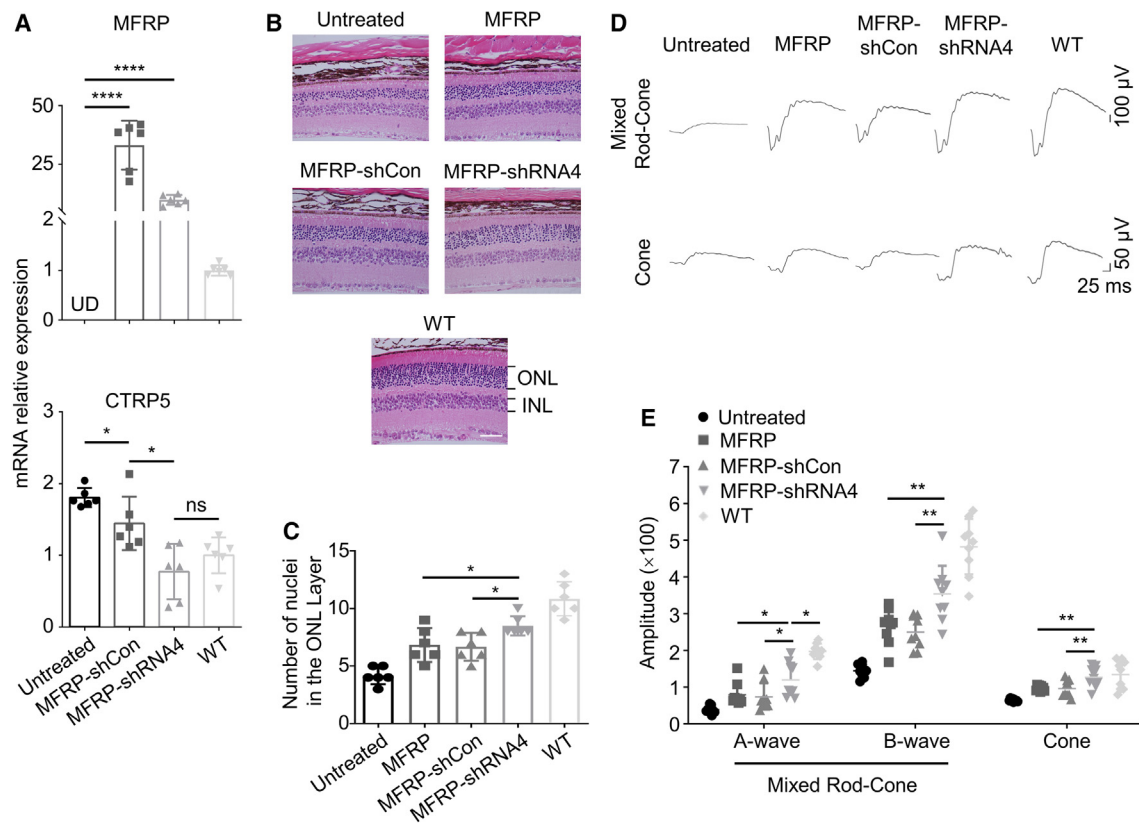 A
MFRP
****
****
50
25
2
1
0
UD
mRNA relative expression
CTRP5
3
2
1
0
*
*
ns
Untreated
MFRP-shCon
MFRP-shRNA4
WT
B
Untreated
MFRP
MFRP-shCon
MFRP-shRNA4
WT
ONL
INL
C
Number of nuclei
in the ONL Layer
15
10
5
0
*
*
Untreated
MFRP
MFRP-shCon
MFRP-shRNA4
WT
D
Untreated
MFRP
MFRP-
shCon
MFRP-
shRNA4
WT
Mixed
Rod-Cone
100 µV
Cone
50 µV
25 ms
E
Untreated
MFRP
MFRP-shCon
MFRP-shRNA4
WT
Amplitude (×100)
7
6
5
4
3
2
1
0
*
*
*
**
**
**
**
A-wave
B-wave
Cone
Mixed Rod-Cone